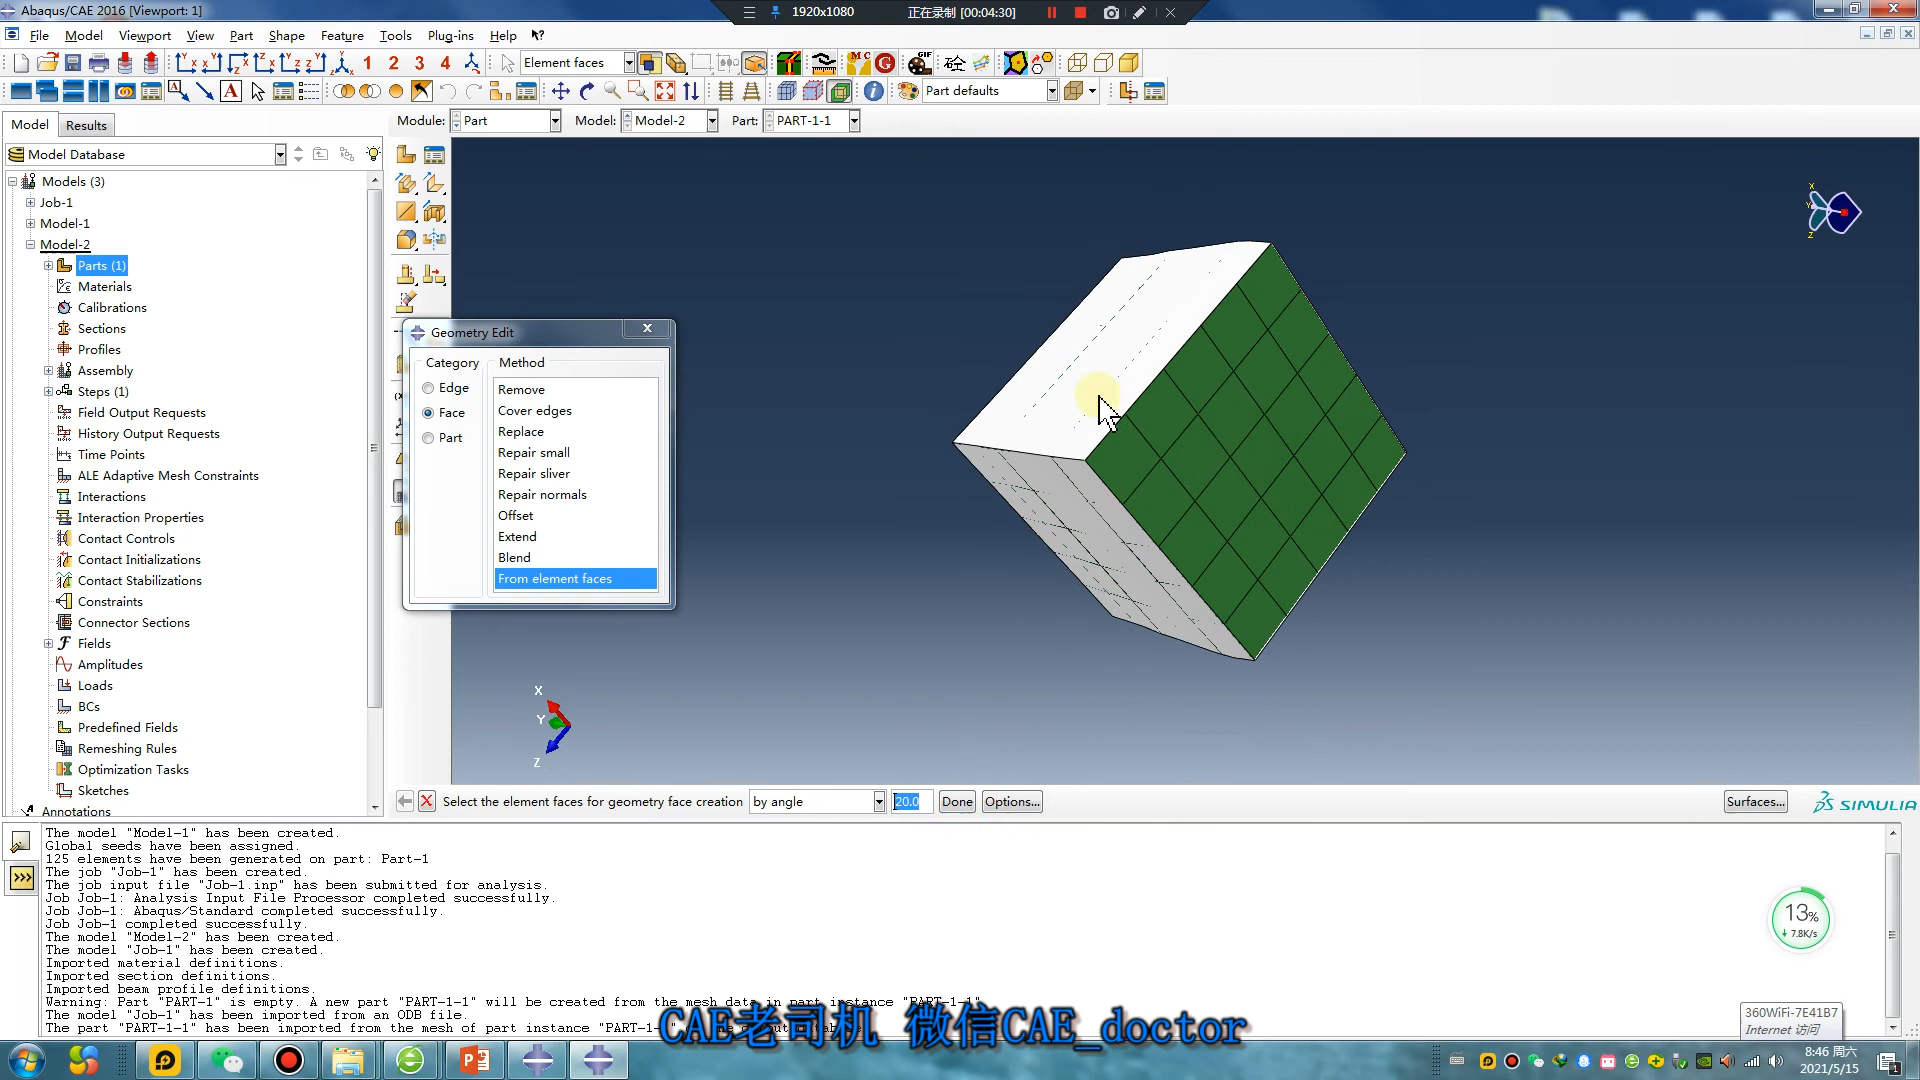 Abaqus/CAE 2016 [Viewport: 1]
1920x1080
正在录制 [00:04:30]
File Model Viewport View Part Shape Feature Tools Plug-ins Help
1 2 3 4
Element faces
Part defaults
Model Results
Module: Part Model: Model-2 Part: PART-1-1
Model Database
Models (3)
Job-1
Model-1
Model-2
Parts (1)
Materials
Calibrations
Sections
Profiles
Assembly
Steps (1)
Field Output Requests
History Output Requests
Time Points
ALE Adaptive Mesh Constraints
Interactions
Interaction Properties
Contact Controls
Contact Initializations
Contact Stabilizations
Constraints
Connector Sections
Fields
Amplitudes
Loads
BCs
Predefined Fields
Remeshing Rules
Optimization Tasks
Sketches
Annotations
Geometry Edit
Category Method
Edge
Face
Part
Remove
Cover edges
Replace
Repair small
Repair sliver
Repair normals
Offset
Extend
Blend
From element faces
X
Y
Z
X
Y
Z
Select the element faces for geometry face creation by angle 20.0 Done Options... Surfaces... SIMULIA
The model "Model-1" has been created.
Global seeds have been assigned.
125 elements have been generated on part: Part-1
The job "Job-1" has been created.
The job input file "Job-1.inp" has been submitted for analysis.
Job Job-1: Analysis Input File Processor completed successfully.
Job Job-1: Abaqus/Standard completed successfully.
Job Job-1 completed successfully.
The model "Model-2" has been created.
The model "Job-1" has been created.
Imported material definitions.
Imported section definitions.
Imported beam profile definitions.
Warning: Part "PART-1" is empty. A new part "PART-1-1" will be created from the mesh data in part instance "PART-1-1"
The model "Job-1" has been imported from an ODB file.
The part "PART-1-1" has been imported from the mesh of part instance "PART-1-
CAE老司机 微信CAE_doctor
13%
7.8K/s
360WiFi-7E41B7
Internet 访问
8:46 周六
2021/5/15